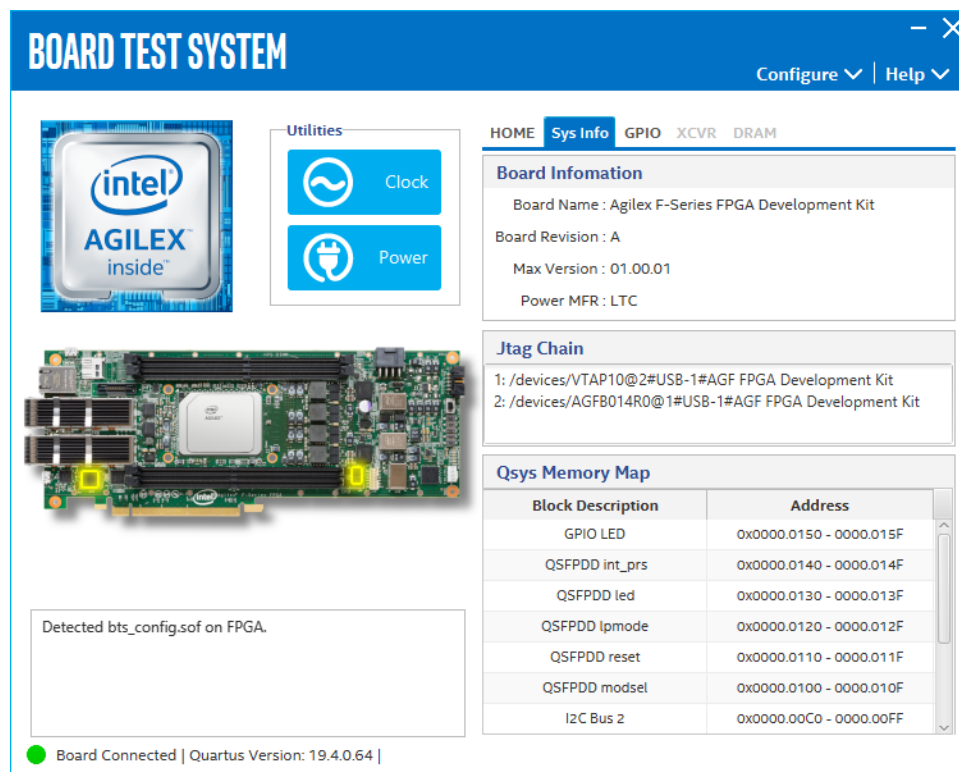 BOARD TEST SYSTEM
Configure Help
intel
AGILEX™
inside™
Utilities
Clock
Power
HOME Sys Info GPIO XCVR DRAM
Board Infomation
Board Name : Agilex F-Series FPGA Development Kit
Board Revision : A
Max Version : 01.00.01
Power MFR : LTC
Jtag Chain
1: /devices/VTAP10@2#USB-1#AGF FPGA Development Kit
2: /devices/AGFB014R0@1#USB-1#AGF FPGA Development Kit
Qsys Memory Map
Block Description Address
GPIO LED 0x0000.0150 - 0000.015F
QSFPDD int_prs 0x0000.0140 - 0000.014F
QSFPDD led 0x0000.0130 - 0000.013F
QSFPDD lpmode 0x0000.0120 - 0000.012F
QSFPDD reset 0x0000.0110 - 0000.011F
QSFPDD modsel 0x0000.0100 - 0000.010F
I2C Bus 2 0x0000.00C0 - 0000.00FF
intel Agilex F-Series FPGA
Detected bts_config.sof on FPGA.
Board Connected | Quartus Version: 19.4.0.64 |